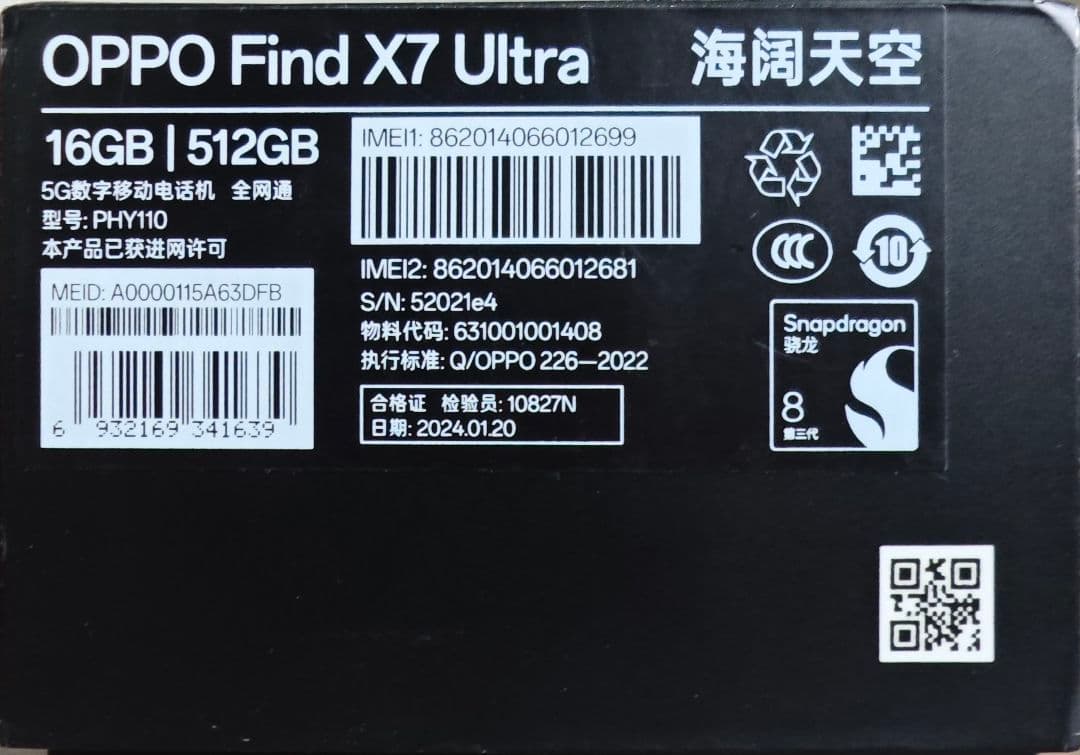 OPPO Find X7 Ultra 海阔天空
16GB | 512GB
5G数字移动电话机 全网通
型号: PHY110
本产品已获进网许可
MEID: A0000115A63DFB
6 932169 341639
IMEI1: 862014066012699
IMEI2: 862014066012681
S/N: 52021e4
物料代码: 631001001408
执行标准: Q/OPPO 226—2022
合格证 检验员: 10827N
日期: 2024.01.20
CCC
10
Snapdragon
骁龙
8
第三代